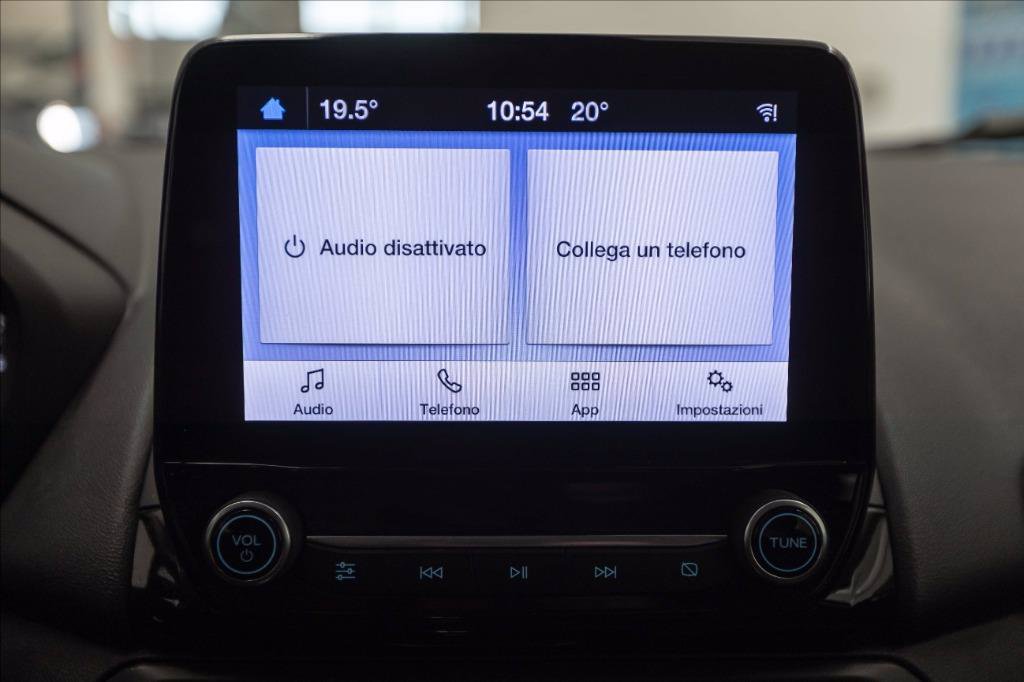 19.5° 10:54 20°
Audio disattivato
Collega un telefono
Audio Telefono App Impostazioni
VOL
TUNE